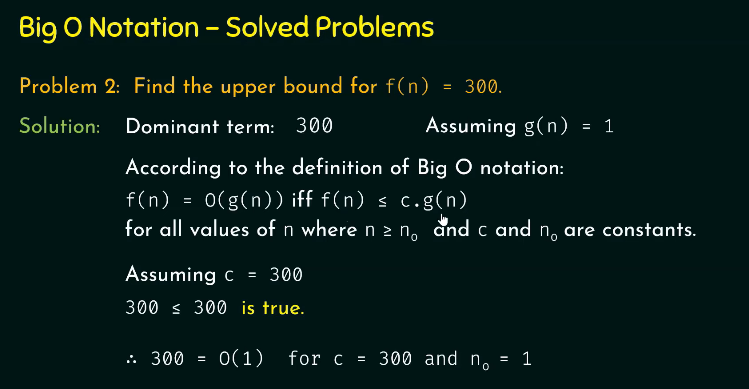 Big O Notation – Solved Problems
Problem 2: Find the upper bound for f(n) = 300.
Solution: Dominant term: 300 Assuming g(n) = 1
According to the definition of Big O notation:
f(n) = O(g(n)) iff f(n) ≤ c.g(n)
for all values of n where n ≥ n₀ and c and n₀ are constants.
Assuming c = 300
300 ≤ 300 is true.
∴ 300 = O(1) for c = 300 and n₀ = 1